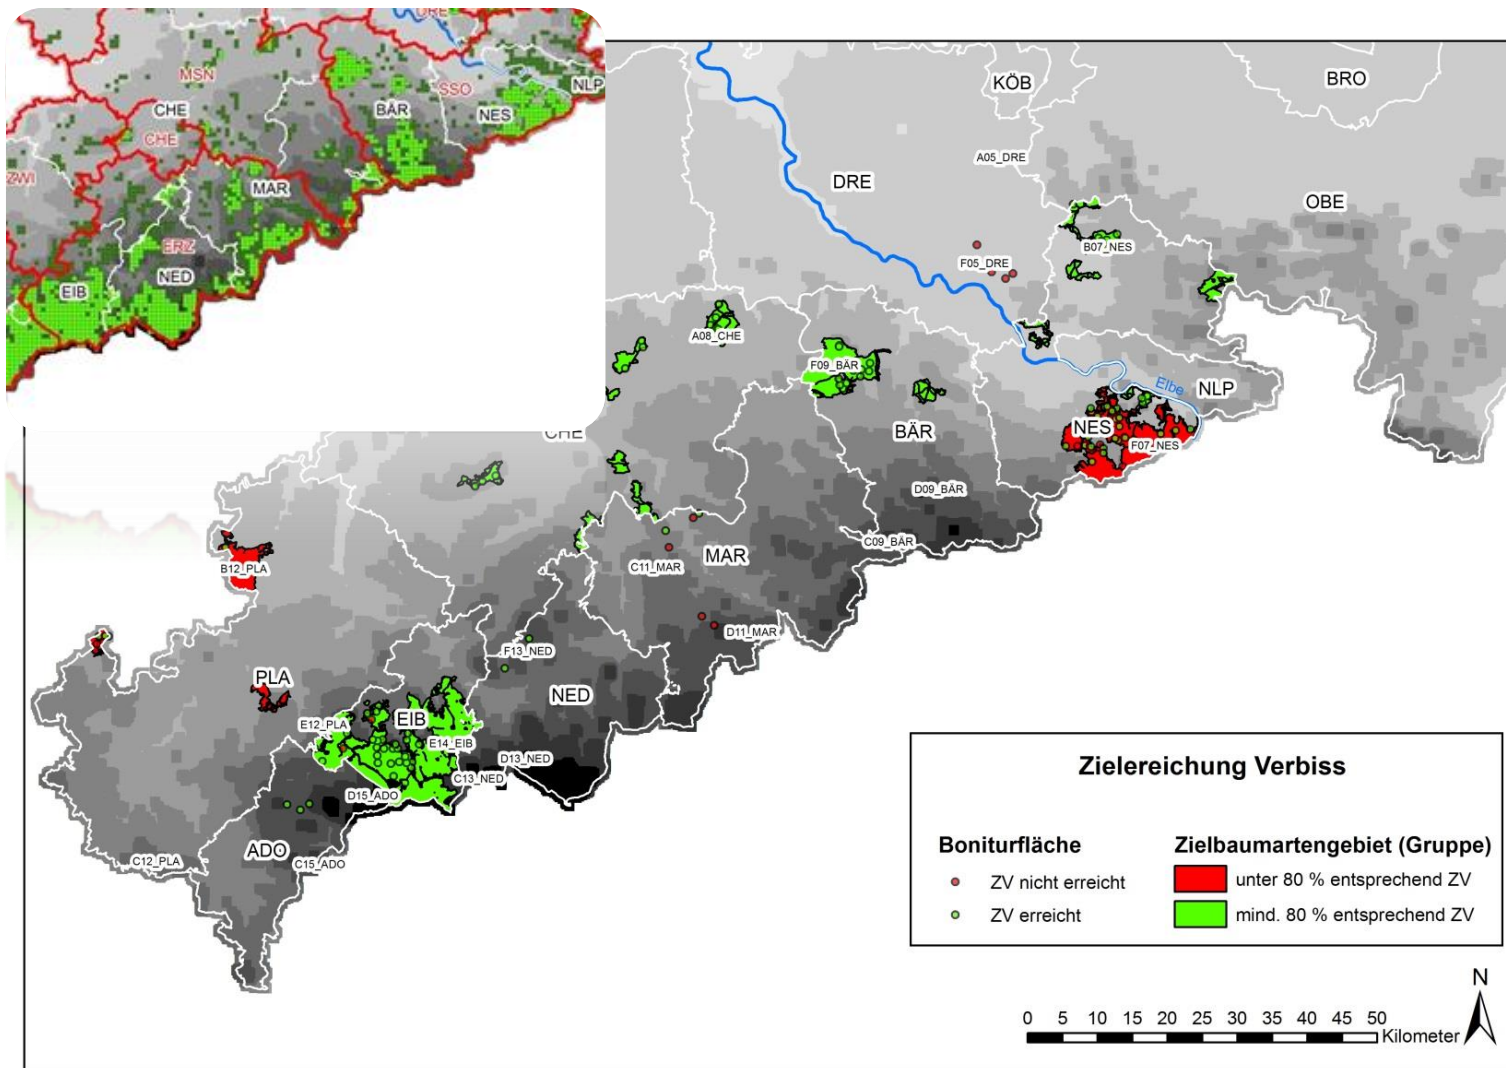 DRE
MSN
SSO
NLP
BÄR
NES
CHE
CHE
ZWI
MAR
ERZ
NED
EIB
KÖB
BRO
A05_DRE
DRE
OBE
B07_NES
F05_DRE
A08_CHE
F09_BÄR
Elbe
NLP
CHE
BÄR
NES
F07_NES
D09_BÄR
C09_BÄR
MAR
B12_PLA
C11_MAR
D11_MAR
F13_NED
PLA
NED
E12_PLA
EIB
E14_EIB
D13_NED
C13_NED
D15_ADO
ADO
C12_PLA
C15_ADO
Zielereichung Verbiss
Boniturfläche
ZV nicht erreicht
ZV erreicht
Zielbaumartengebiet (Gruppe)
unter 80 % entsprechend ZV
mind. 80 % entsprechend ZV
N
0 5 10 15 20 25 30 35 40 45 50
Kilometer